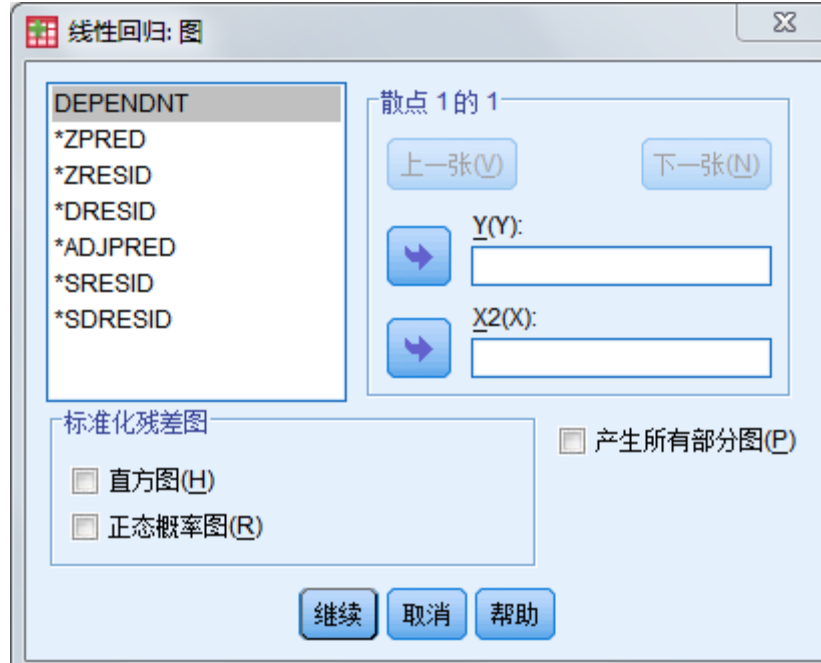 线性回归: 图
DEPENDNT
*ZPRED
*ZRESID
*DRESID
*ADJPRED
*SRESID
*SDRESID
散点 1 的 1
上一张(V)
下一张(N)
Y(Y):
X2(X):
标准化残差图
直方图(H)
正态概率图(R)
产生所有部分图(P)
继续
取消
帮助